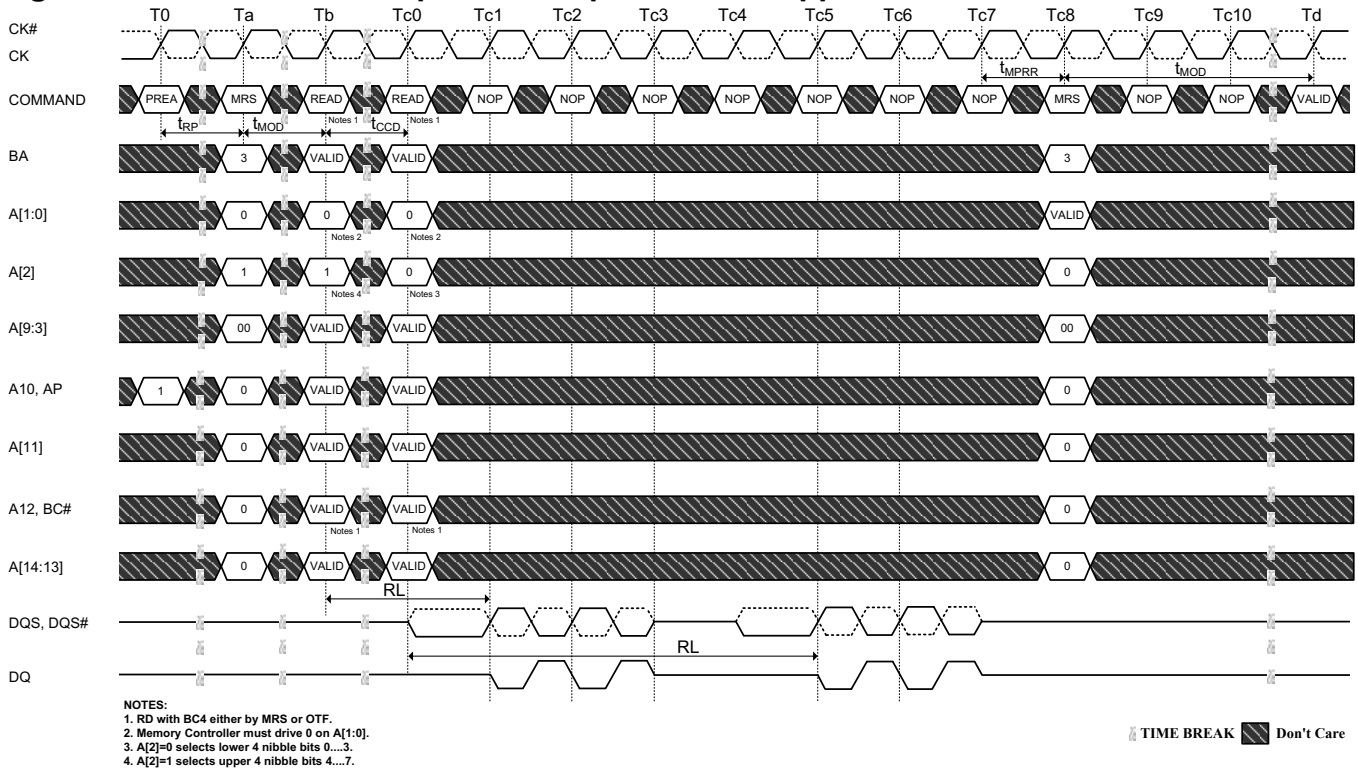 T0 Ta Tb Tc0 Tc1 Tc2 Tc3 Tc4 Tc5 Tc6 Tc7 Tc8 Tc9 Tc10 Td
CK#
CK
tMPRR tMOD
COMMAND PREA MRS READ READ NOP NOP NOP NOP NOP NOP NOP MRS NOP NOP VALID
Notes 1 Notes 1
tRP tMOD tCCD
BA 3 VALID VALID 3
A[1:0] 0 0 0 VALID
Notes 2 Notes 2
A[2] 1 1 0 0
Notes 4 Notes 3
A[9:3] 00 VALID VALID 00
A10, AP 1 0 VALID VALID 0
A[11] 0 VALID VALID 0
A12, BC# 0 VALID VALID 0
Notes 1 Notes 1
A[14:13] 0 VALID VALID 0
RL
DQS, DQS#
RL
DQ
NOTES:
1. RD with BC4 either by MRS or OTF.
2. Memory Controller must drive 0 on A[1:0].
3. A[2]=0 selects lower 4 nibble bits 0....3.
4. A[2]=1 selects upper 4 nibble bits 4....7.
TIME BREAK Don't Care